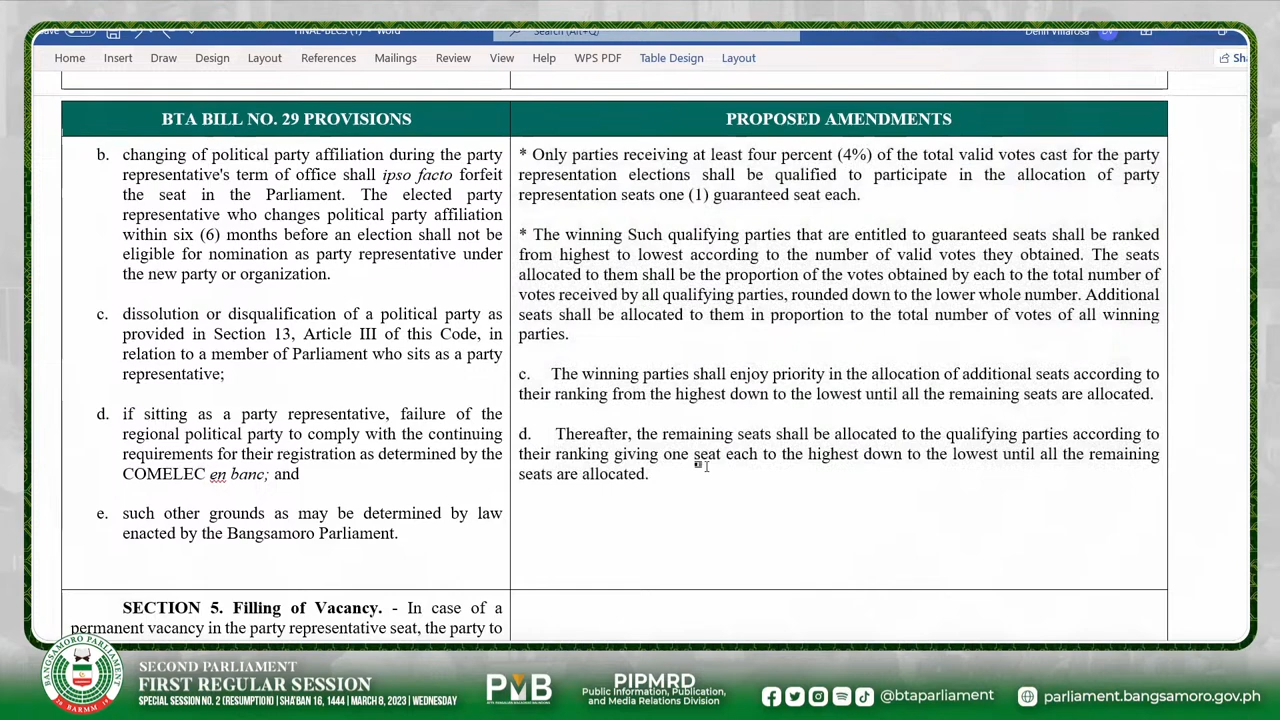 Search (Alt+Q)
Home Insert Draw Design Layout References Mailings Review View Help WPS PDF Table Design Layout
BTA BILL NO. 29 PROVISIONS
b. changing of political party affiliation during the party
representative's term of office shall ipso facto forfeit
the seat in the Parliament. The elected party
representative who changes political party affiliation
within six (6) months before an election shall not be
eligible for nomination as party representative under
the new party or organization.
c. dissolution or disqualification of a political party as
provided in Section 13, Article III of this Code, in
relation to a member of Parliament who sits as a party
representative;
d. if sitting as a party representative, failure of the
regional political party to comply with the continuing
requirements for their registration as determined by the
COMELEC en banc; and
e. such other grounds as may be determined by law
enacted by the Bangsamoro Parliament.
SECTION 5. Filling of Vacancy. - In case of a
permanent vacancy in the party representative seat, the party to
PROPOSED AMENDMENTS
* Only parties receiving at least four percent (4%) of the total valid votes cast for the party
representation elections shall be qualified to participate in the allocation of party
representation seats one (1) guaranteed seat each.
* The winning Such qualifying parties that are entitled to guaranteed seats shall be ranked
from highest to lowest according to the number of valid votes they obtained. The seats
allocated to them shall be the proportion of the votes obtained by each to the total number of
votes received by all qualifying parties, rounded down to the lower whole number. Additional
seats shall be allocated to them in proportion to the total number of votes of all winning
parties.
c. The winning parties shall enjoy priority in the allocation of additional seats according to
their ranking from the highest down to the lowest until all the remaining seats are allocated.
d. Thereafter, the remaining seats shall be allocated to the qualifying parties according to
their ranking giving one seat each to the highest down to the lowest until all the remaining
seats are allocated.
BANGSAMORO PARLIAMENT
BARMM
SECOND PARLIAMENT
FIRST REGULAR SESSION
SPECIAL SESSION NO. 2 (RESUMPTION) | SHA'BAN 16, 1444 | MARCH 8, 2023 | WEDNESDAY
PMB
PIPMRD
Public Information, Publication,
and Media Relations Division
@btaparliament
parliament.bangsamoro.gov.ph